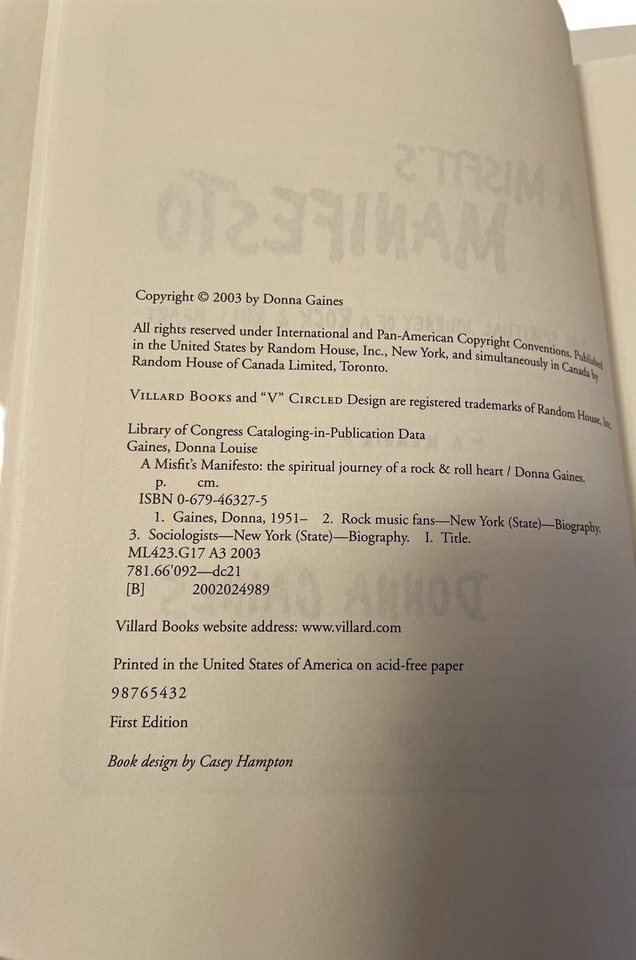 Copyright © 2003 by Donna Gaines
All rights reserved under International and Pan-American Copyright Conventions. Published
in the United States by Random House, Inc., New York, and simultaneously in Canada by
Random House of Canada Limited, Toronto.
VILLARD BOOKS and “V” CIRCLED Design are registered trademarks of Random House, Inc.
Library of Congress Cataloging-in-Publication Data
Gaines, Donna Louise
A Misfit's Manifesto: the spiritual journey of a rock & roll heart / Donna Gaines.
p. cm.
ISBN 0-679-46327-5
1. Gaines, Donna, 1951– 2. Rock music fans—New York (State)—Biography.
3. Sociologists—New York (State)—Biography. I. Title.
ML423.G17 A3 2003
781.66'092—dc21
[B] 2002024989
Villard Books website address: www.villard.com
Printed in the United States of America on acid-free paper
98765432
First Edition
Book design by Casey Hampton